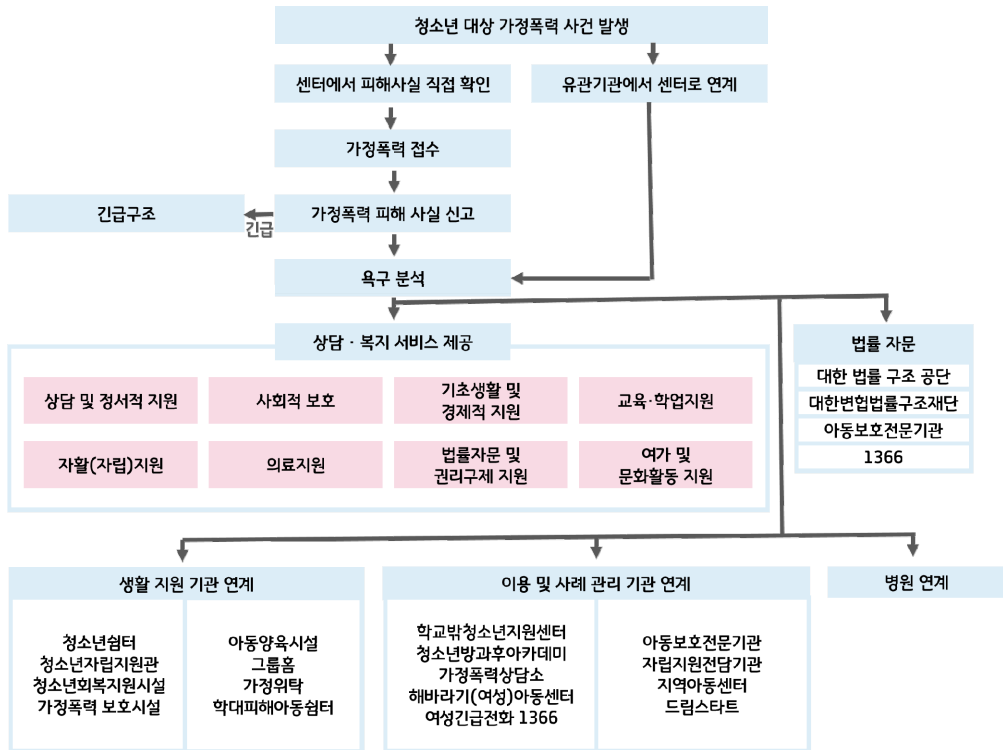 청소년 대상 가정폭력 사건 발생
센터에서 피해사실 직접 확인
유관기관에서 센터로 연계
가정폭력 접수
긴급구조
긴급
가정폭력 피해 사실 신고
욕구 분석
상담 · 복지 서비스 제공
상담 및 정서적 지원
사회적 보호
기초생활 및
경제적 지원
교육·학업지원
자활(자립)지원
의료지원
법률자문 및
권리구제 지원
여가 및
문화활동 지원
법률 자문
대한 법률 구조 공단
대한변헙법률구조재단
아동보호전문기관
1366
생활 지원 기관 연계
청소년쉼터
청소년자립지원관
청소년회복지원시설
가정폭력 보호시설
아동양육시설
그룹홈
가정위탁
학대피해아동쉼터
이용 및 사례 관리 기관 연계
학교밖청소년지원센터
청소년방과후아카데미
가정폭력상담소
해바라기(여성)아동센터
여성긴급전화 1366
아동보호전문기관
자립지원전담기관
지역아동센터
드림스타트
병원 연계